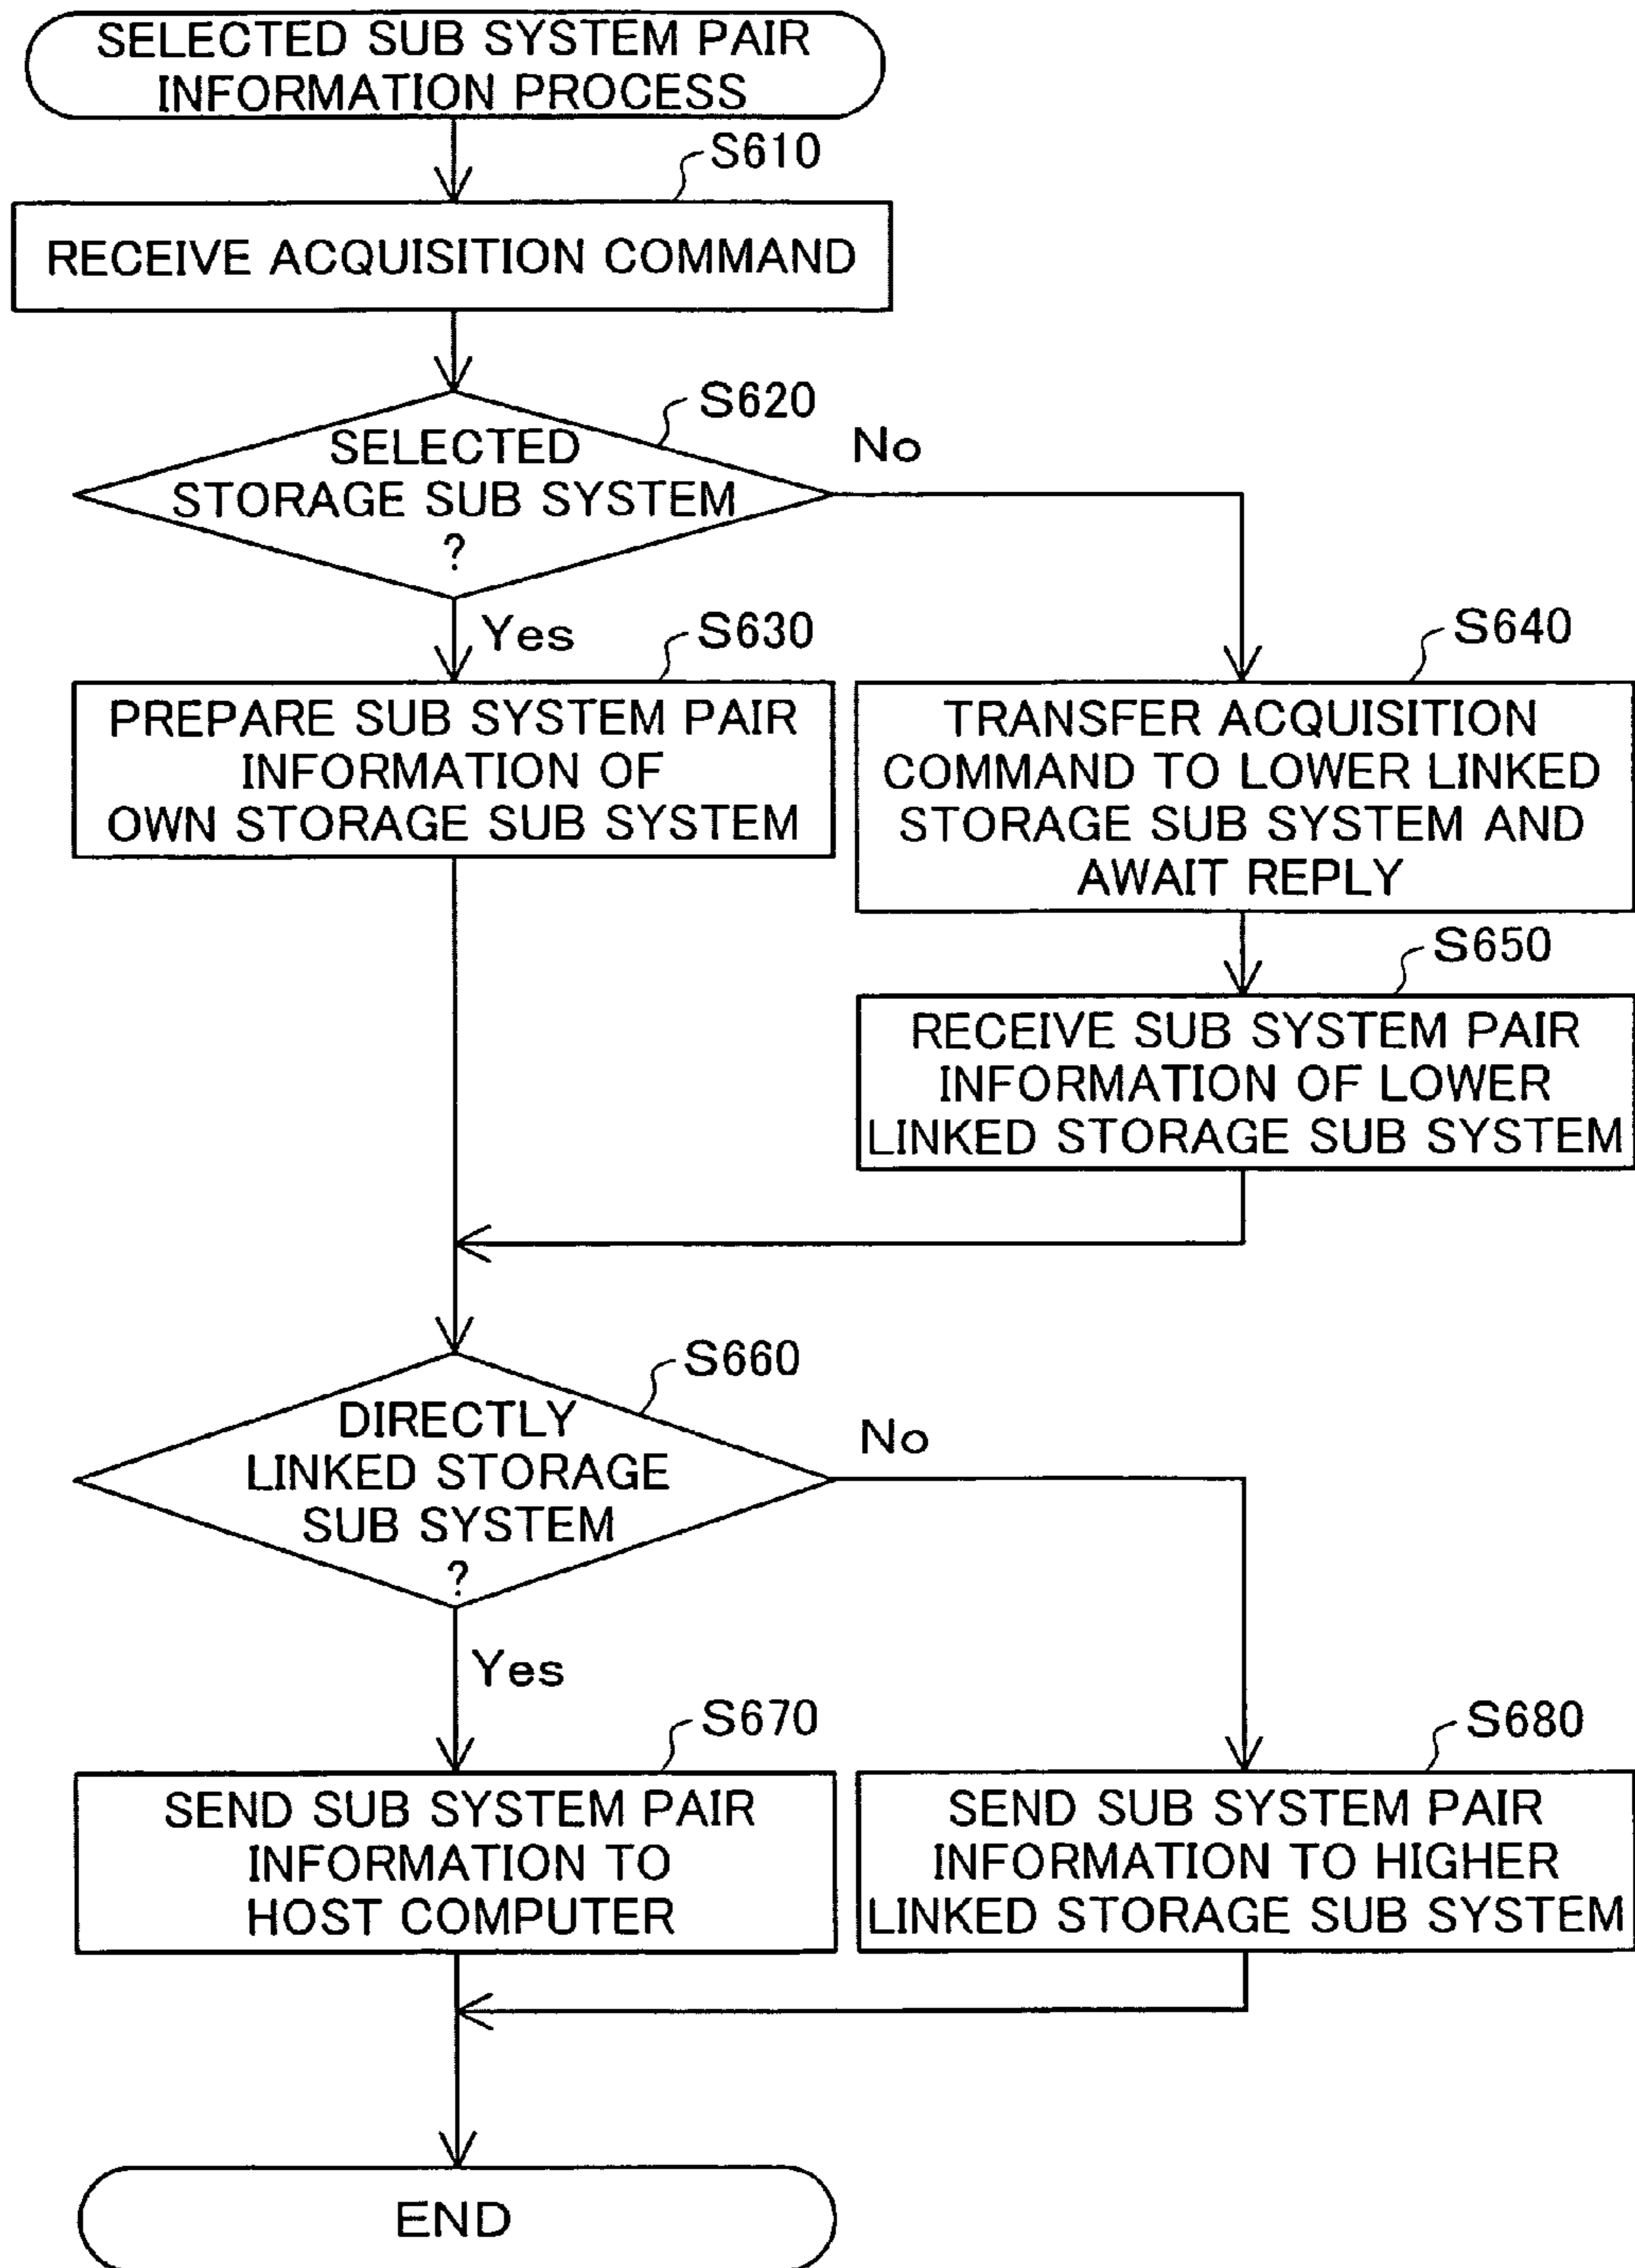 SELECTED SUB SYSTEM PAIR
INFORMATION PROCESS
S610
RECEIVE ACQUISITION COMMAND
S620
SELECTED
STORAGE SUB SYSTEM
?
No
Yes
S630
PREPARE SUB SYSTEM PAIR
INFORMATION OF
OWN STORAGE SUB SYSTEM
S640
TRANSFER ACQUISITION
COMMAND TO LOWER LINKED
STORAGE SUB SYSTEM AND
AWAIT REPLY
S650
RECEIVE SUB SYSTEM PAIR
INFORMATION OF LOWER
LINKED STORAGE SUB SYSTEM
S660
DIRECTLY
LINKED STORAGE
SUB SYSTEM
?
No
Yes
S670
SEND SUB SYSTEM PAIR
INFORMATION TO
HOST COMPUTER
S680
SEND SUB SYSTEM PAIR
INFORMATION TO HIGHER
LINKED STORAGE SUB SYSTEM
END